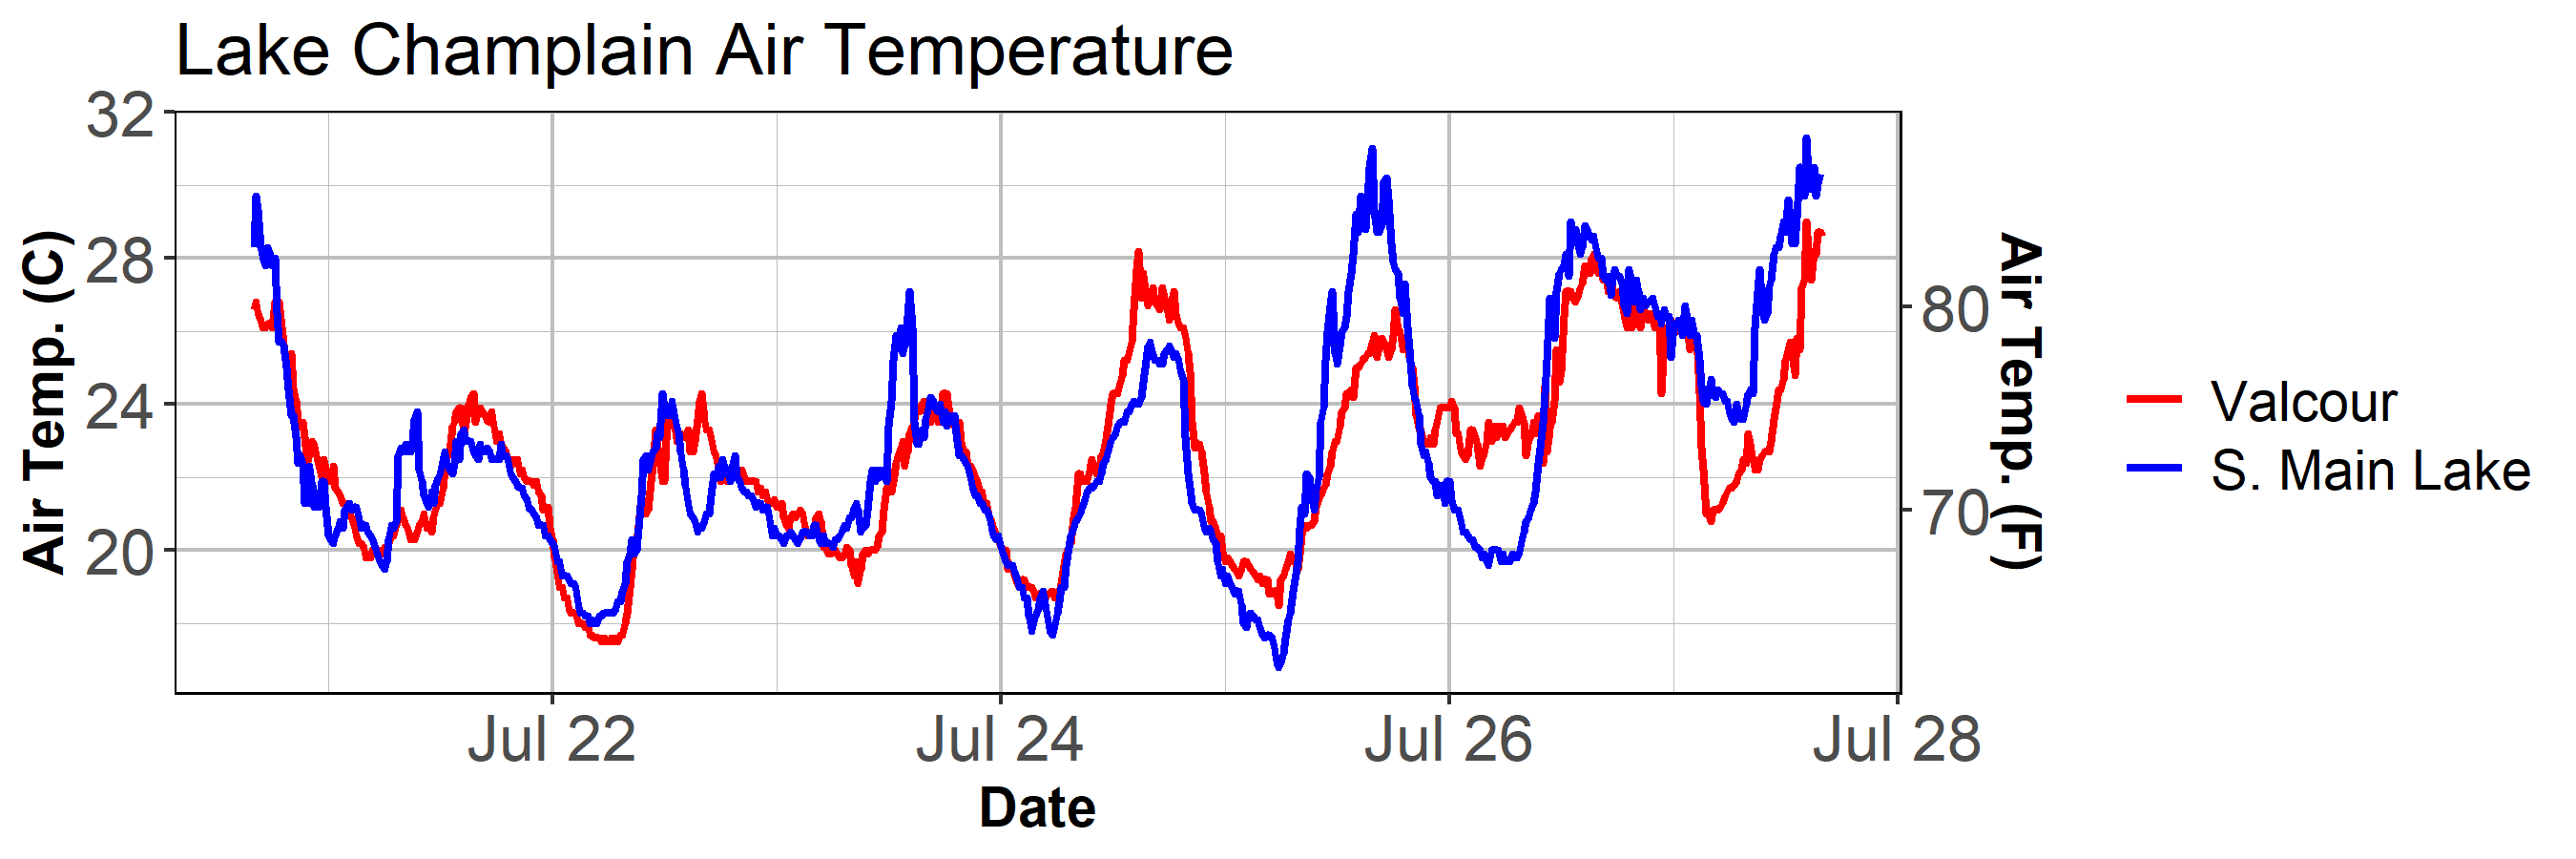 Lake Champlain Air Temperature
32
28
24
20
Air Temp. (C)
80
70
Air Temp. (F)
Jul 22
Jul 24
Jul 26
Jul 28
Date
Valcour
S. Main Lake